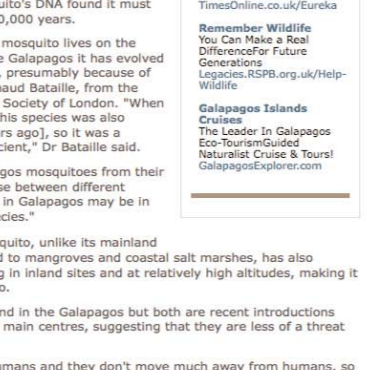 uito's DNA found it must
0,000 years.
mosquito lives on the
e Galapagos it has evolved
, presumably because of
aud Bataille, from the
Society of London. "When
his species was also
rs ago], so it was a
cient," Dr Bataille said.
gos mosquitoes from their
se between different
in Galapagos may be in
cies."
quito, unlike its mainland
d to mangroves and coastal salt marshes, has also
g in inland sites and at relatively high altitudes, making it
o.
nd in the Galapagos but both are recent introductions
main centres, suggesting that they are less of a threat
umans and they don't move much away from humans, so
TimesOnline.co.uk/Eureka
Remember Wildlife
You Can Make a Real
DifferenceFor Future
Generations
Legacies.RSPB.org.uk/Help-
Wildlife
Galapagos Islands
Cruises
The Leader In Galapagos
Eco-TourismGuided
Naturalist Cruise & Tours!
GalapagosExplorer.com